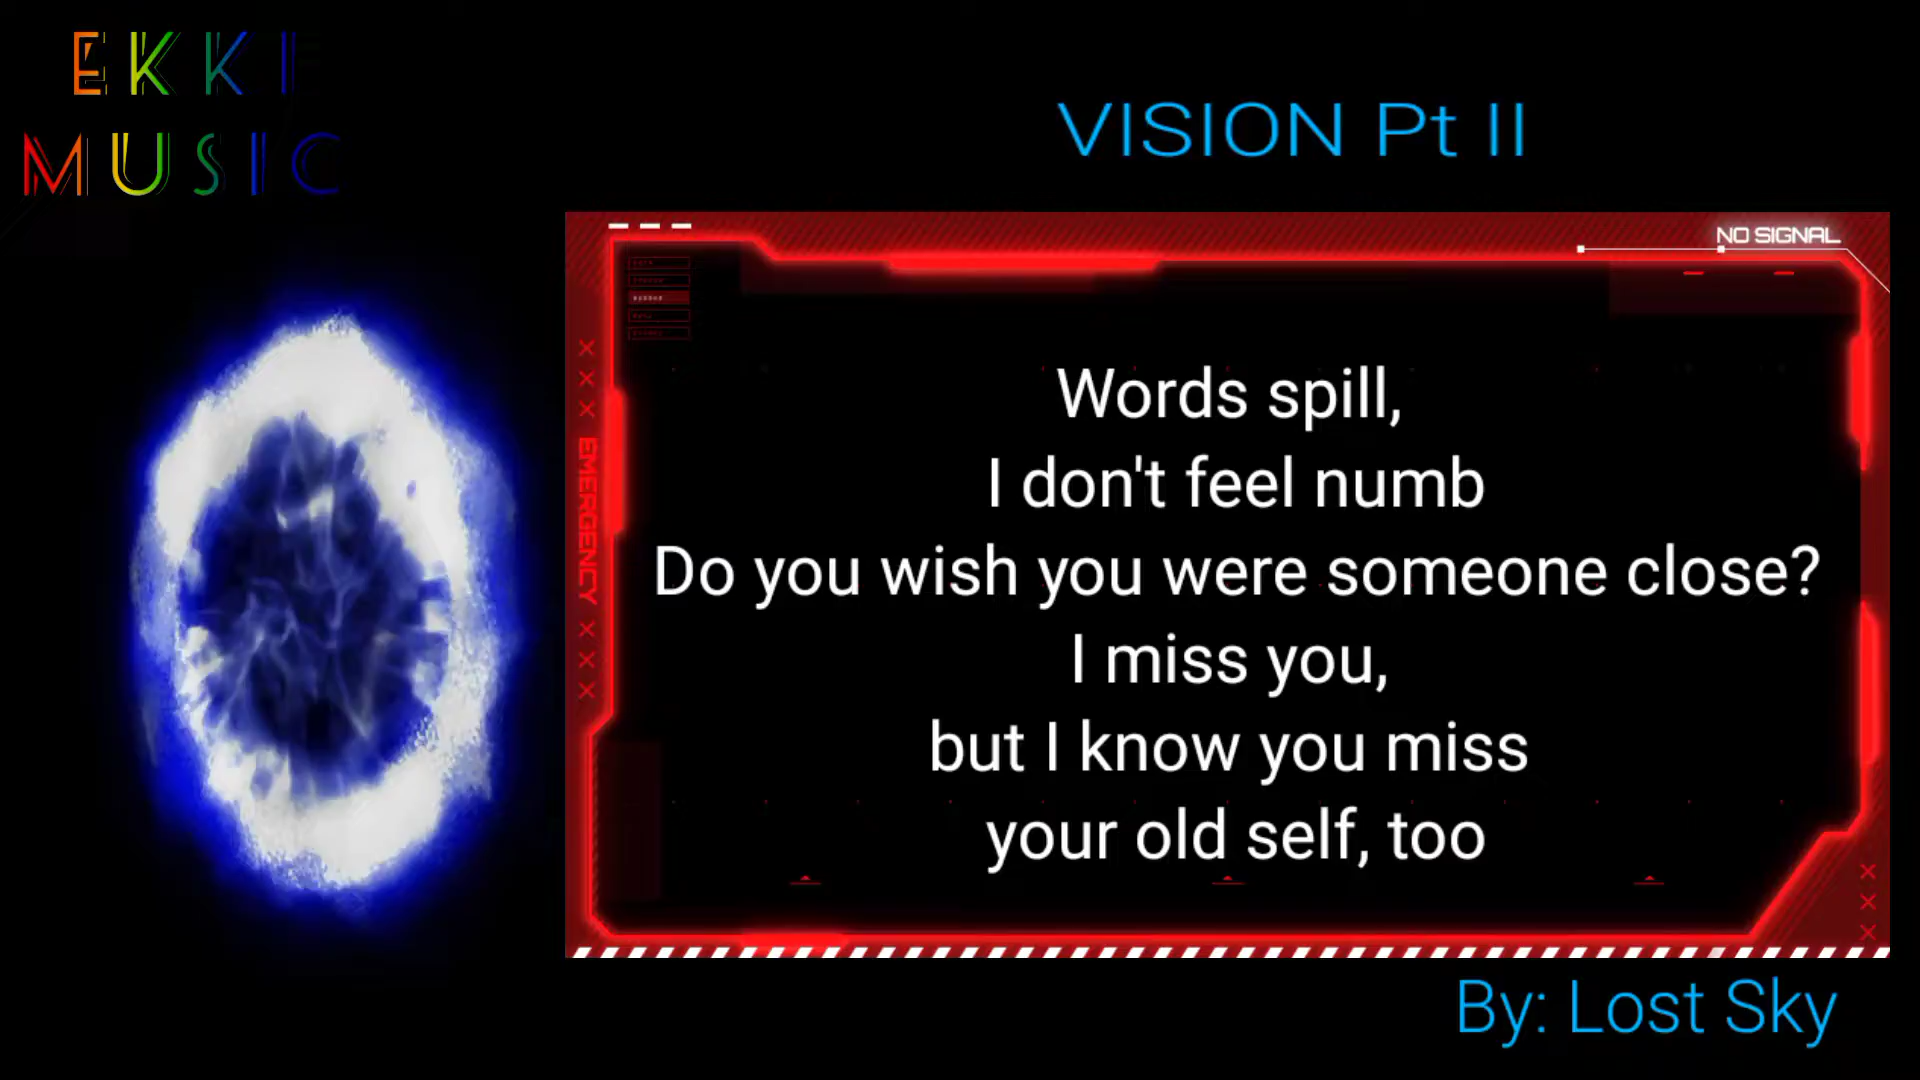 EKKI
MUSIC
VISION Pt II
NO SIGNAL
EMERGENCY
Words spill,
I don't feel numb
Do you wish you were someone close?
I miss you,
but I know you miss
your old self, too
By: Lost Sky